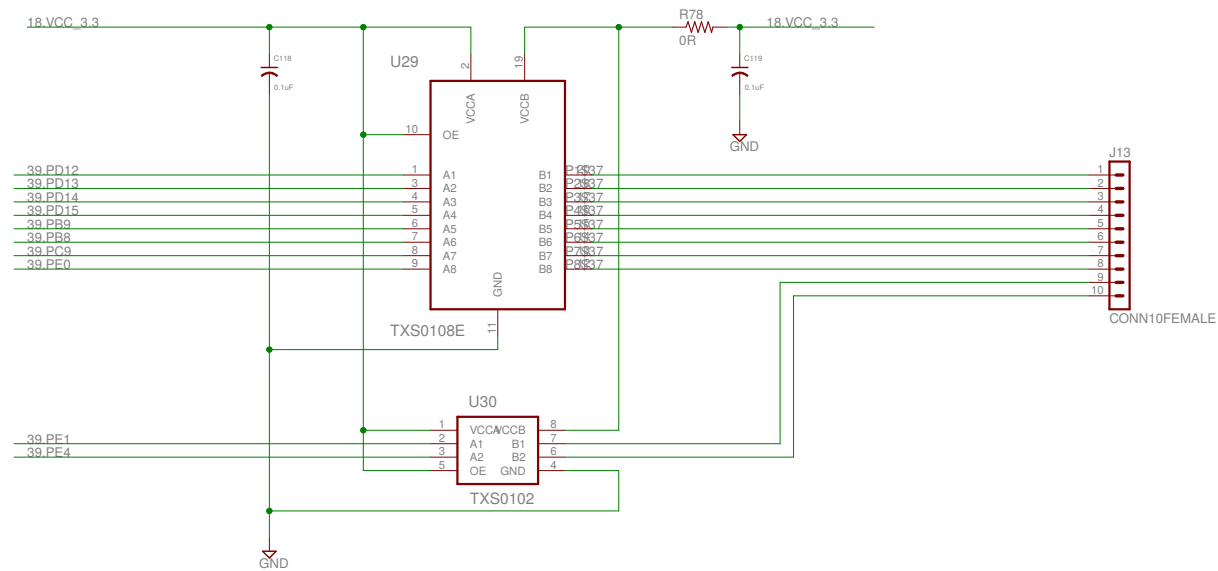 18.VCC_3.3
R78
18.VCC_3.3
0R
C118
0.1uF
U29
2
19
C119
0.1uF
VCCA
VCCB
10
OE
GND
J13
39.PD12
1
A1
B1
1
39.PD13
3
A2
B2
2
39.PD14
4
A3
B3
3
39.PD15
5
A4
B4
4
39.PB9
6
A5
B5
5
39.PB8
7
A6
B6
6
39.PC9
8
A7
B7
7
39.PE0
9
A8
B8
8
9
10
GND
CONN10FEMALE
TXS0108E
11
U30
1
VCCA
VCCB
8
39.PE1
2
A1
B1
7
39.PE4
3
A2
B2
6
5
OE
GND
4
TXS0102
GND